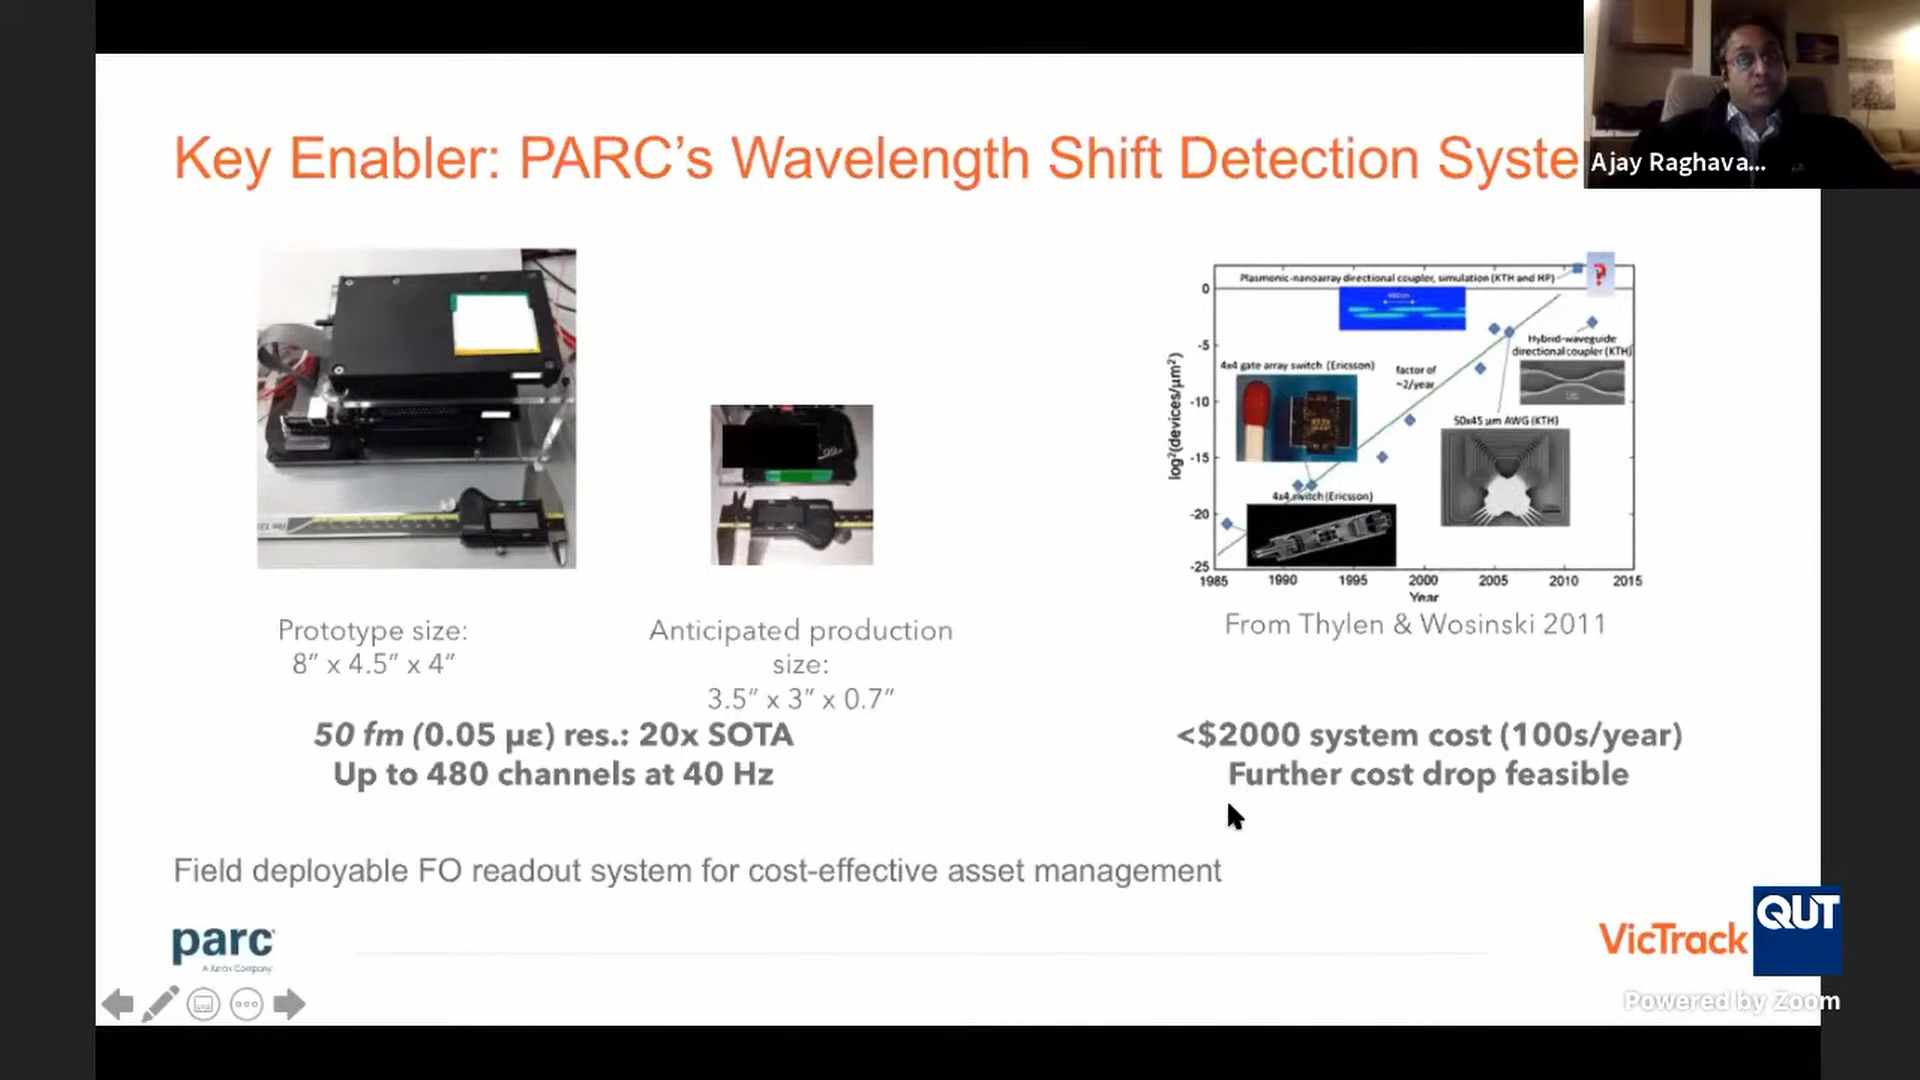 Key Enabler: PARC's Wavelength Shift Detection Syste
Ajay Raghava...
Plasmonic-nanoarray directional coupler, simulation (KTH and HP)
?
Hybrid-waveguide
directional coupler (KTH)
4x4 gate array switch (Ericsson)
factor of
~2/year
50x45 µm AWG (KTH)
4x4 switch (Ericsson)
log²(devices/µm²)
0
-5
-10
-15
-20
-25
1985 1990 1995 2000 2005 2010 2015
Year
From Thylen & Wosinski 2011
Prototype size:
8” x 4.5” x 4”
Anticipated production
size:
3.5” x 3” x 0.7”
50 fm (0.05 µε) res.: 20x SOTA
Up to 480 channels at 40 Hz
<$2000 system cost (100s/year)
Further cost drop feasible
Field deployable FO readout system for cost-effective asset management
parc
A Xerox Company
VicTrack
QUT
Powered by Zoom